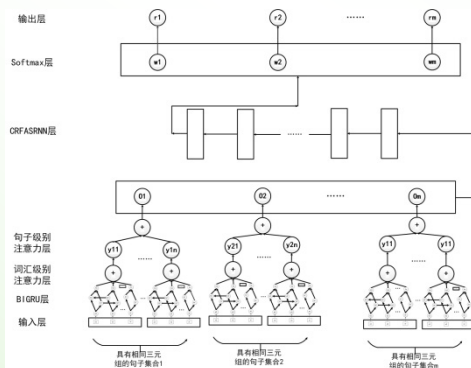 输出层 r1 r2 …… rm
Softmax层 w1 w2 wm
CRFASRNN层 ……
O1 O2 …… Om
+ + +
句子级别
注意力层
y11 …… y1n y21 …… y2n y11 …… y11
词汇级别
注意力层
+ + + + + +
BIGRU层 …… …… ……
输入层
具有相同三元
组的句子集合1
具有相同三元
组的句子集合2
具有相同三元
组的句子集合m